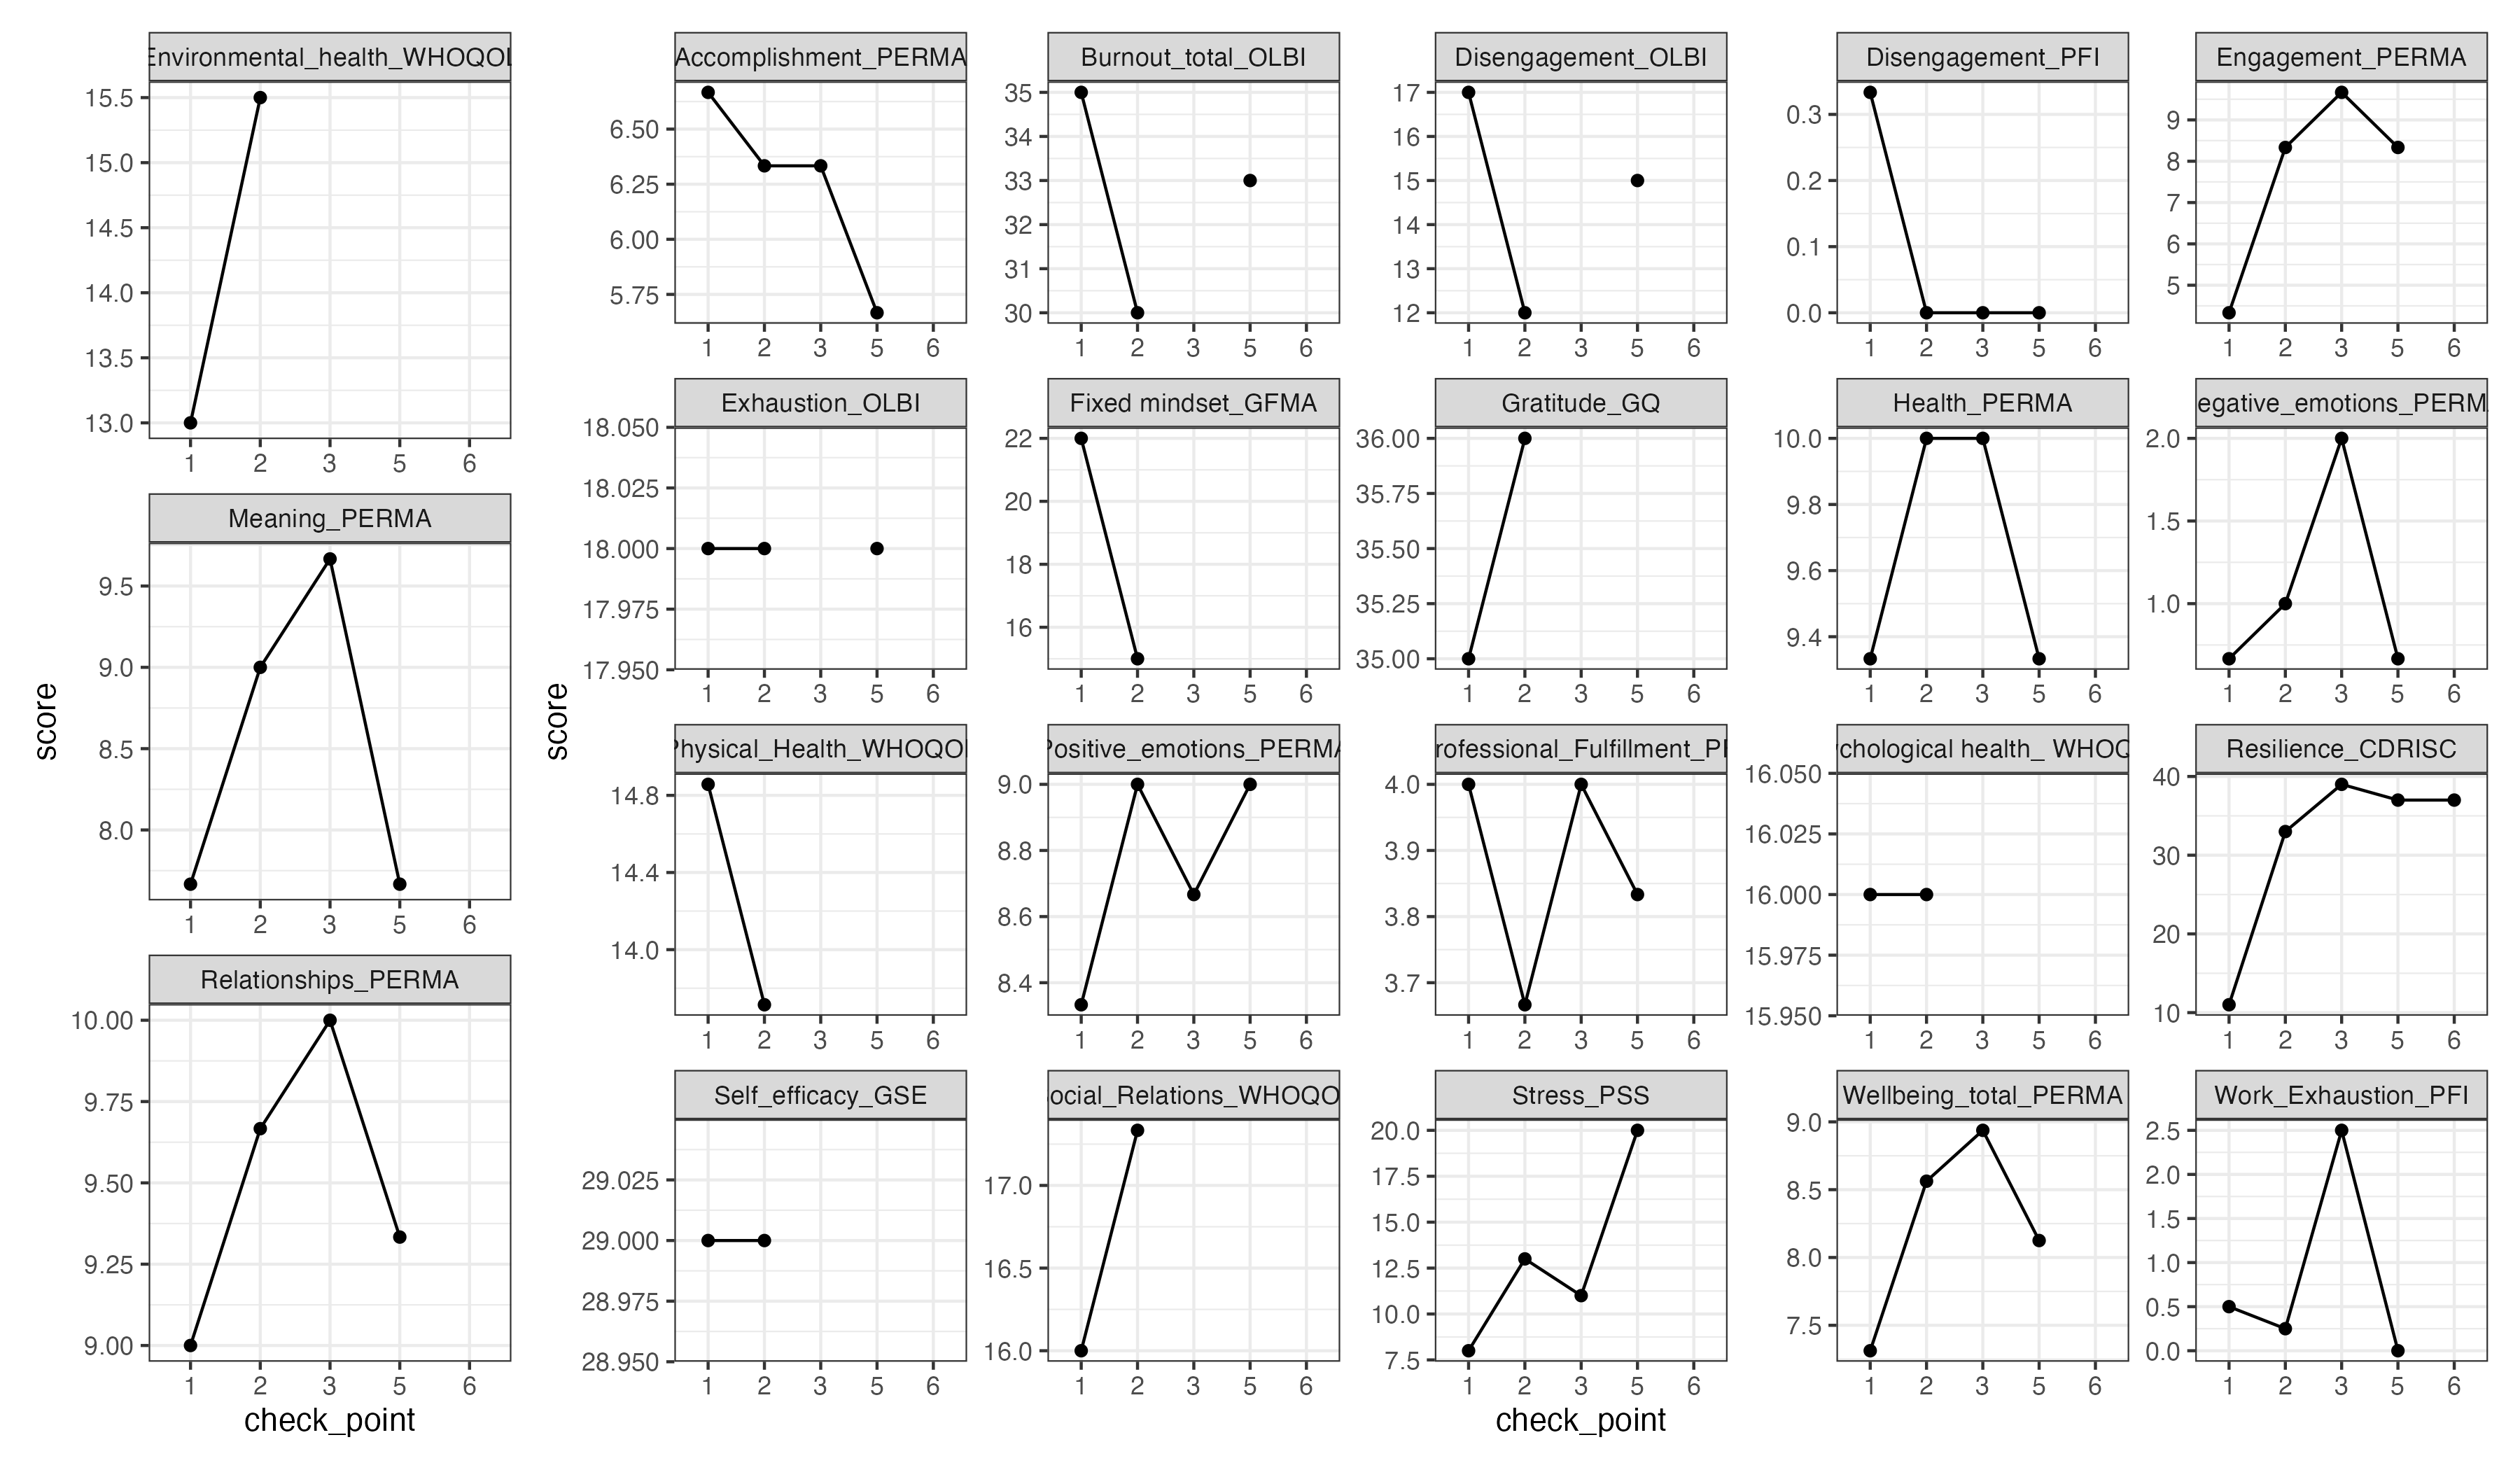 Environmental_health_WHOQOL
15.5
15.0
14.5
14.0
13.5
13.0
1 2 3 5 6
Meaning_PERMA
9.5
9.0
8.5
8.0
1 2 3 5 6
Relationships_PERMA
10.00
9.75
9.50
9.25
9.00
1 2 3 5 6
score
check_point
Accomplishment_PERMA
6.50
6.25
6.00
5.75
1 2 3 5 6
Burnout_total_OLBI
35
34
33
32
31
30
1 2 3 5 6
Disengagement_OLBI
17
16
15
14
13
12
1 2 3 5 6
Disengagement_PFI
0.3
0.2
0.1
0.0
1 2 3 5 6
Engagement_PERMA
9
8
7
6
5
1 2 3 5 6
Exhaustion_OLBI
18.050
18.025
18.000
17.975
17.950
1 2 3 5 6
Fixed mindset_GFMA
22
20
18
16
1 2 3 5 6
Gratitude_GQ
36.00
35.75
35.50
35.25
35.00
1 2 3 5 6
Health_PERMA
10.0
9.8
9.6
9.4
1 2 3 5 6
egative_emotions_PERM
2.0
1.5
1.0
1 2 3 5 6
Physical_Health_WHOQOL
14.8
14.4
14.0
1 2 3 5 6
Positive_emotions_PERMA
9.0
8.8
8.6
8.4
1 2 3 5 6
rofessional_Fulfillment_PF
4.0
3.9
3.8
3.7
1 2 3 5 6
ychological health_ WHOQ
16.050
16.025
16.000
15.975
15.950
1 2 3 5 6
Resilience_CDRISC
40
30
20
10
1 2 3 5 6
Self_efficacy_GSE
29.025
29.000
28.975
28.950
1 2 3 5 6
ocial_Relations_WHOQO
17.0
16.5
16.0
1 2 3 5 6
Stress_PSS
20.0
17.5
15.0
12.5
10.0
7.5
1 2 3 5 6
Wellbeing_total_PERMA
9.0
8.5
8.0
7.5
1 2 3 5 6
Work_Exhaustion_PFI
2.5
2.0
1.5
1.0
0.5
0.0
1 2 3 5 6
score
check_point